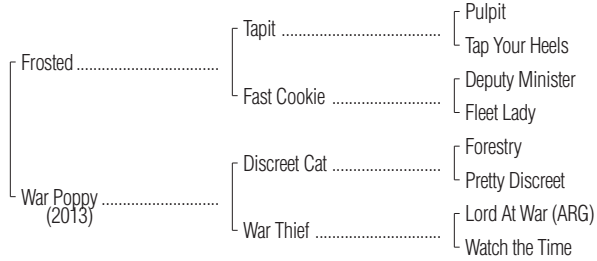 Pulpit
Tapit
Tap Your Heels
Frosted
Deputy Minister
Fast Cookie
Fleet Lady
Forestry
Discreet Cat
Pretty Discreet
War Poppy
(2013)
Lord At War (ARG)
War Thief
Watch the Time